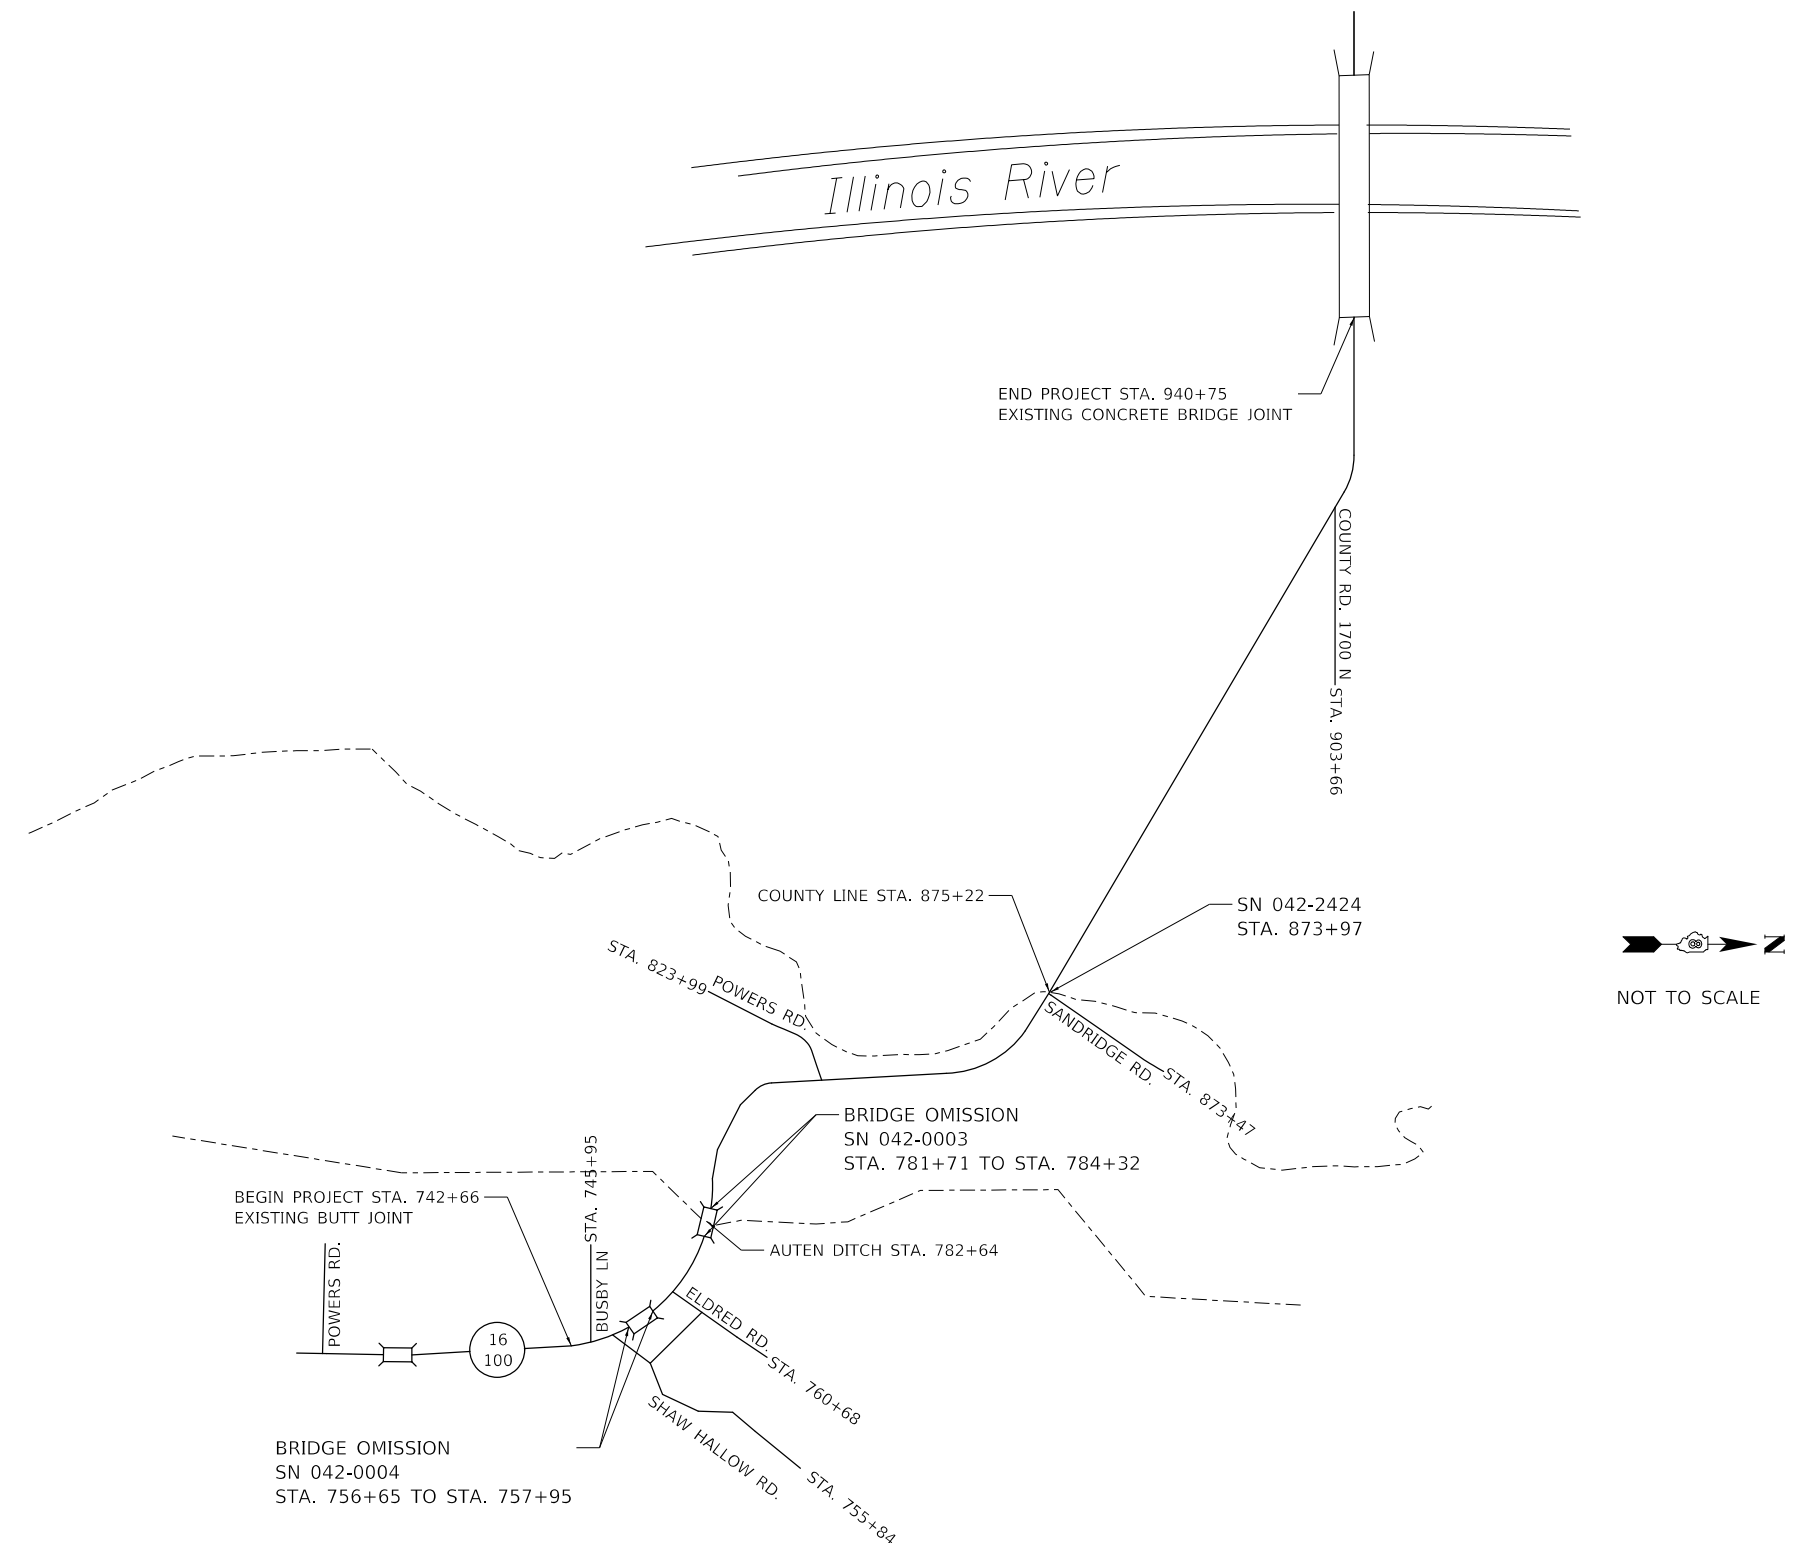 Illinois River
END PROJECT STA. 940+75
EXISTING CONCRETE BRIDGE JOINT
COUNTY RD. 1700 N
STA. 903+66
COUNTY LINE STA. 875+22
SN 042-2424
STA. 873+97
N
NOT TO SCALE
STA. 823+99
POWERS RD.
SANDRIDGE RD.
STA. 873+47
BRIDGE OMISSION
SN 042-0003
STA. 781+71 TO STA. 784+32
STA. 745+95
BUSBY LN
BEGIN PROJECT STA. 742+66
EXISTING BUTT JOINT
AUTEN DITCH STA. 782+64
POWERS RD.
ELDRED RD.
STA. 760+68
16
100
SHAW HALLOW RD.
STA. 755+84
BRIDGE OMISSION
SN 042-0004
STA. 756+65 TO STA. 757+95